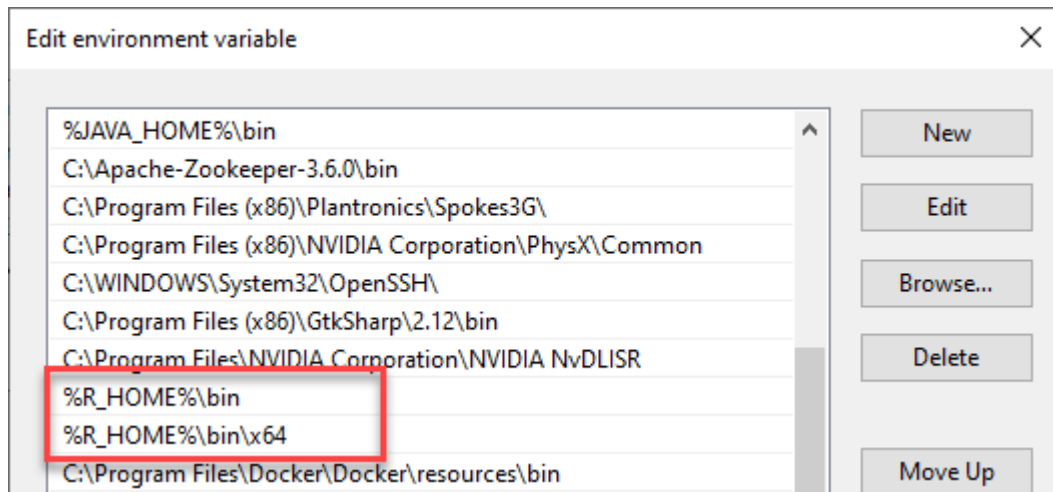 Edit environment variable
%JAVA_HOME%\bin
New
C:\Apache-Zookeeper-3.6.0\bin
C:\Program Files (x86)\Plantronics\Spokes3G\
Edit
C:\Program Files (x86)\NVIDIA Corporation\PhysX\Common
C:\WINDOWS\System32\OpenSSH\
Browse...
C:\Program Files (x86)\GtkSharp\2.12\bin
C:\Program Files\NVIDIA Corporation\NVIDIA NvDLISR
Delete
%R_HOME%\bin
%R_HOME%\bin\x64
C:\Program Files\Docker\Docker\resources\bin
Move Up